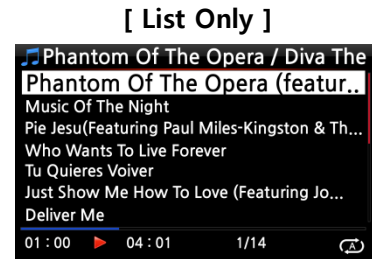 [ List Only ]
Phantom Of The Opera / Diva The
Phantom Of The Opera (featur..
Music Of The Night
Pie Jesu(Featuring Paul Miles-Kingston & Th...
Who Wants To Live Forever
Tu Quieres Voiver
Just Show Me How To Love (Featuring Jo...
Deliver Me
01 : 00 04 : 01 1/14 A